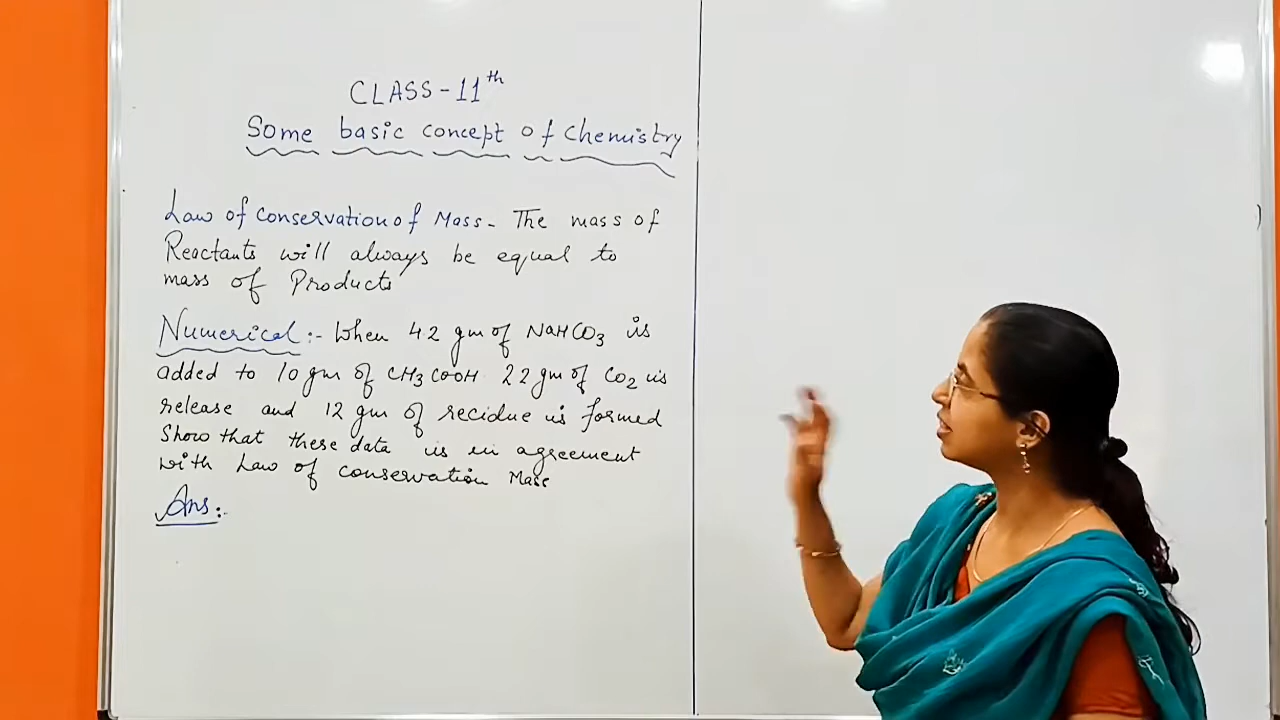 CLASS-11th
Some basic concept of Chemistry
Law of Conservation of Mass- The mass of
Reactants will always be equal to
mass of Products
Numerical:- When 42 gm of NaHCO3 is
added to 10 gm of CH3COOH 22 gm of CO2 is
release and 12 gm of recidue is formed
Show that these data is in agreement
with Law of conservation Mass
Ans:-